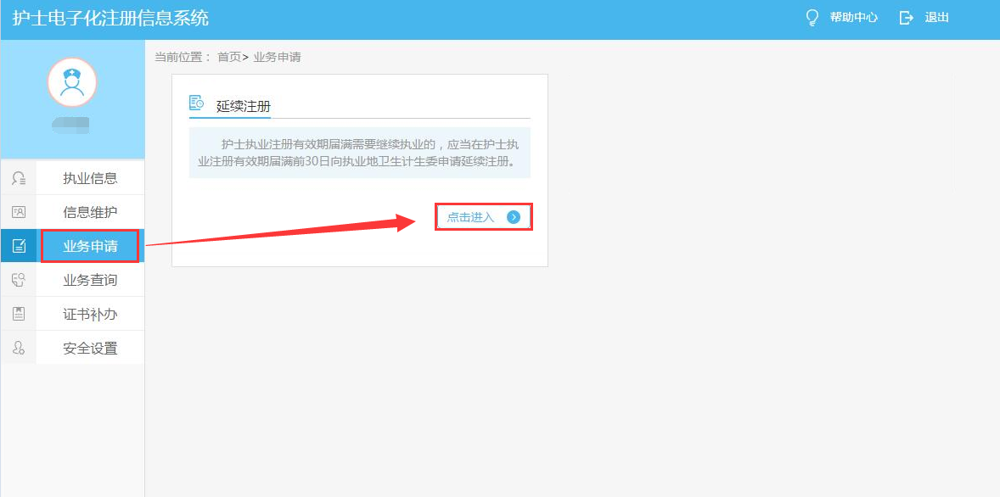 护士电子化注册信息系统
帮助中心
退出
当前位置： 首页> 业务申请
延续注册
护士执业注册有效期届满需要继续执业的，应当在护士执
业注册有效期届满前30日向执业地卫生计生委申请延续注册。
点击进入
执业信息
信息维护
业务申请
业务查询
证书补办
安全设置